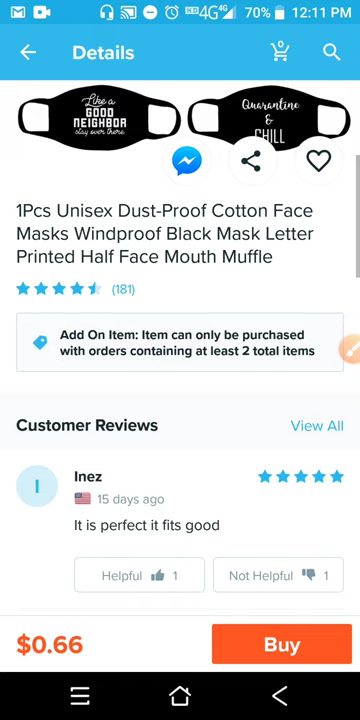 HD 4G 4G 70% 12:11 PM
Details
0
Like a
GOOD
NEIGHBOR
stay over there.
Quarantine
&
CHILL
1Pcs Unisex Dust-Proof Cotton Face
Masks Windproof Black Mask Letter
Printed Half Face Mouth Muffle
(181)
Add On Item: Item can only be purchased
with orders containing at least 2 total items
Customer Reviews View All
I
Inez
15 days ago
It is perfect it fits good
Helpful 1 Not Helpful 1
$0.66 Buy